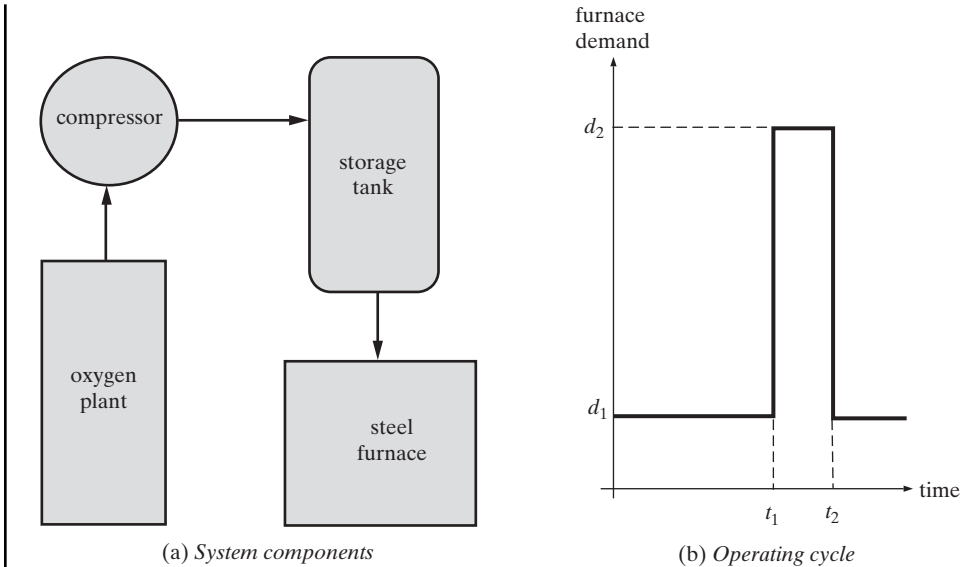 compressor
storage
tank
oxygen
plant
steel
furnace
(a) System components
furnace
demand
d₂
d₁
time
t₁
t₂
(b) Operating cycle